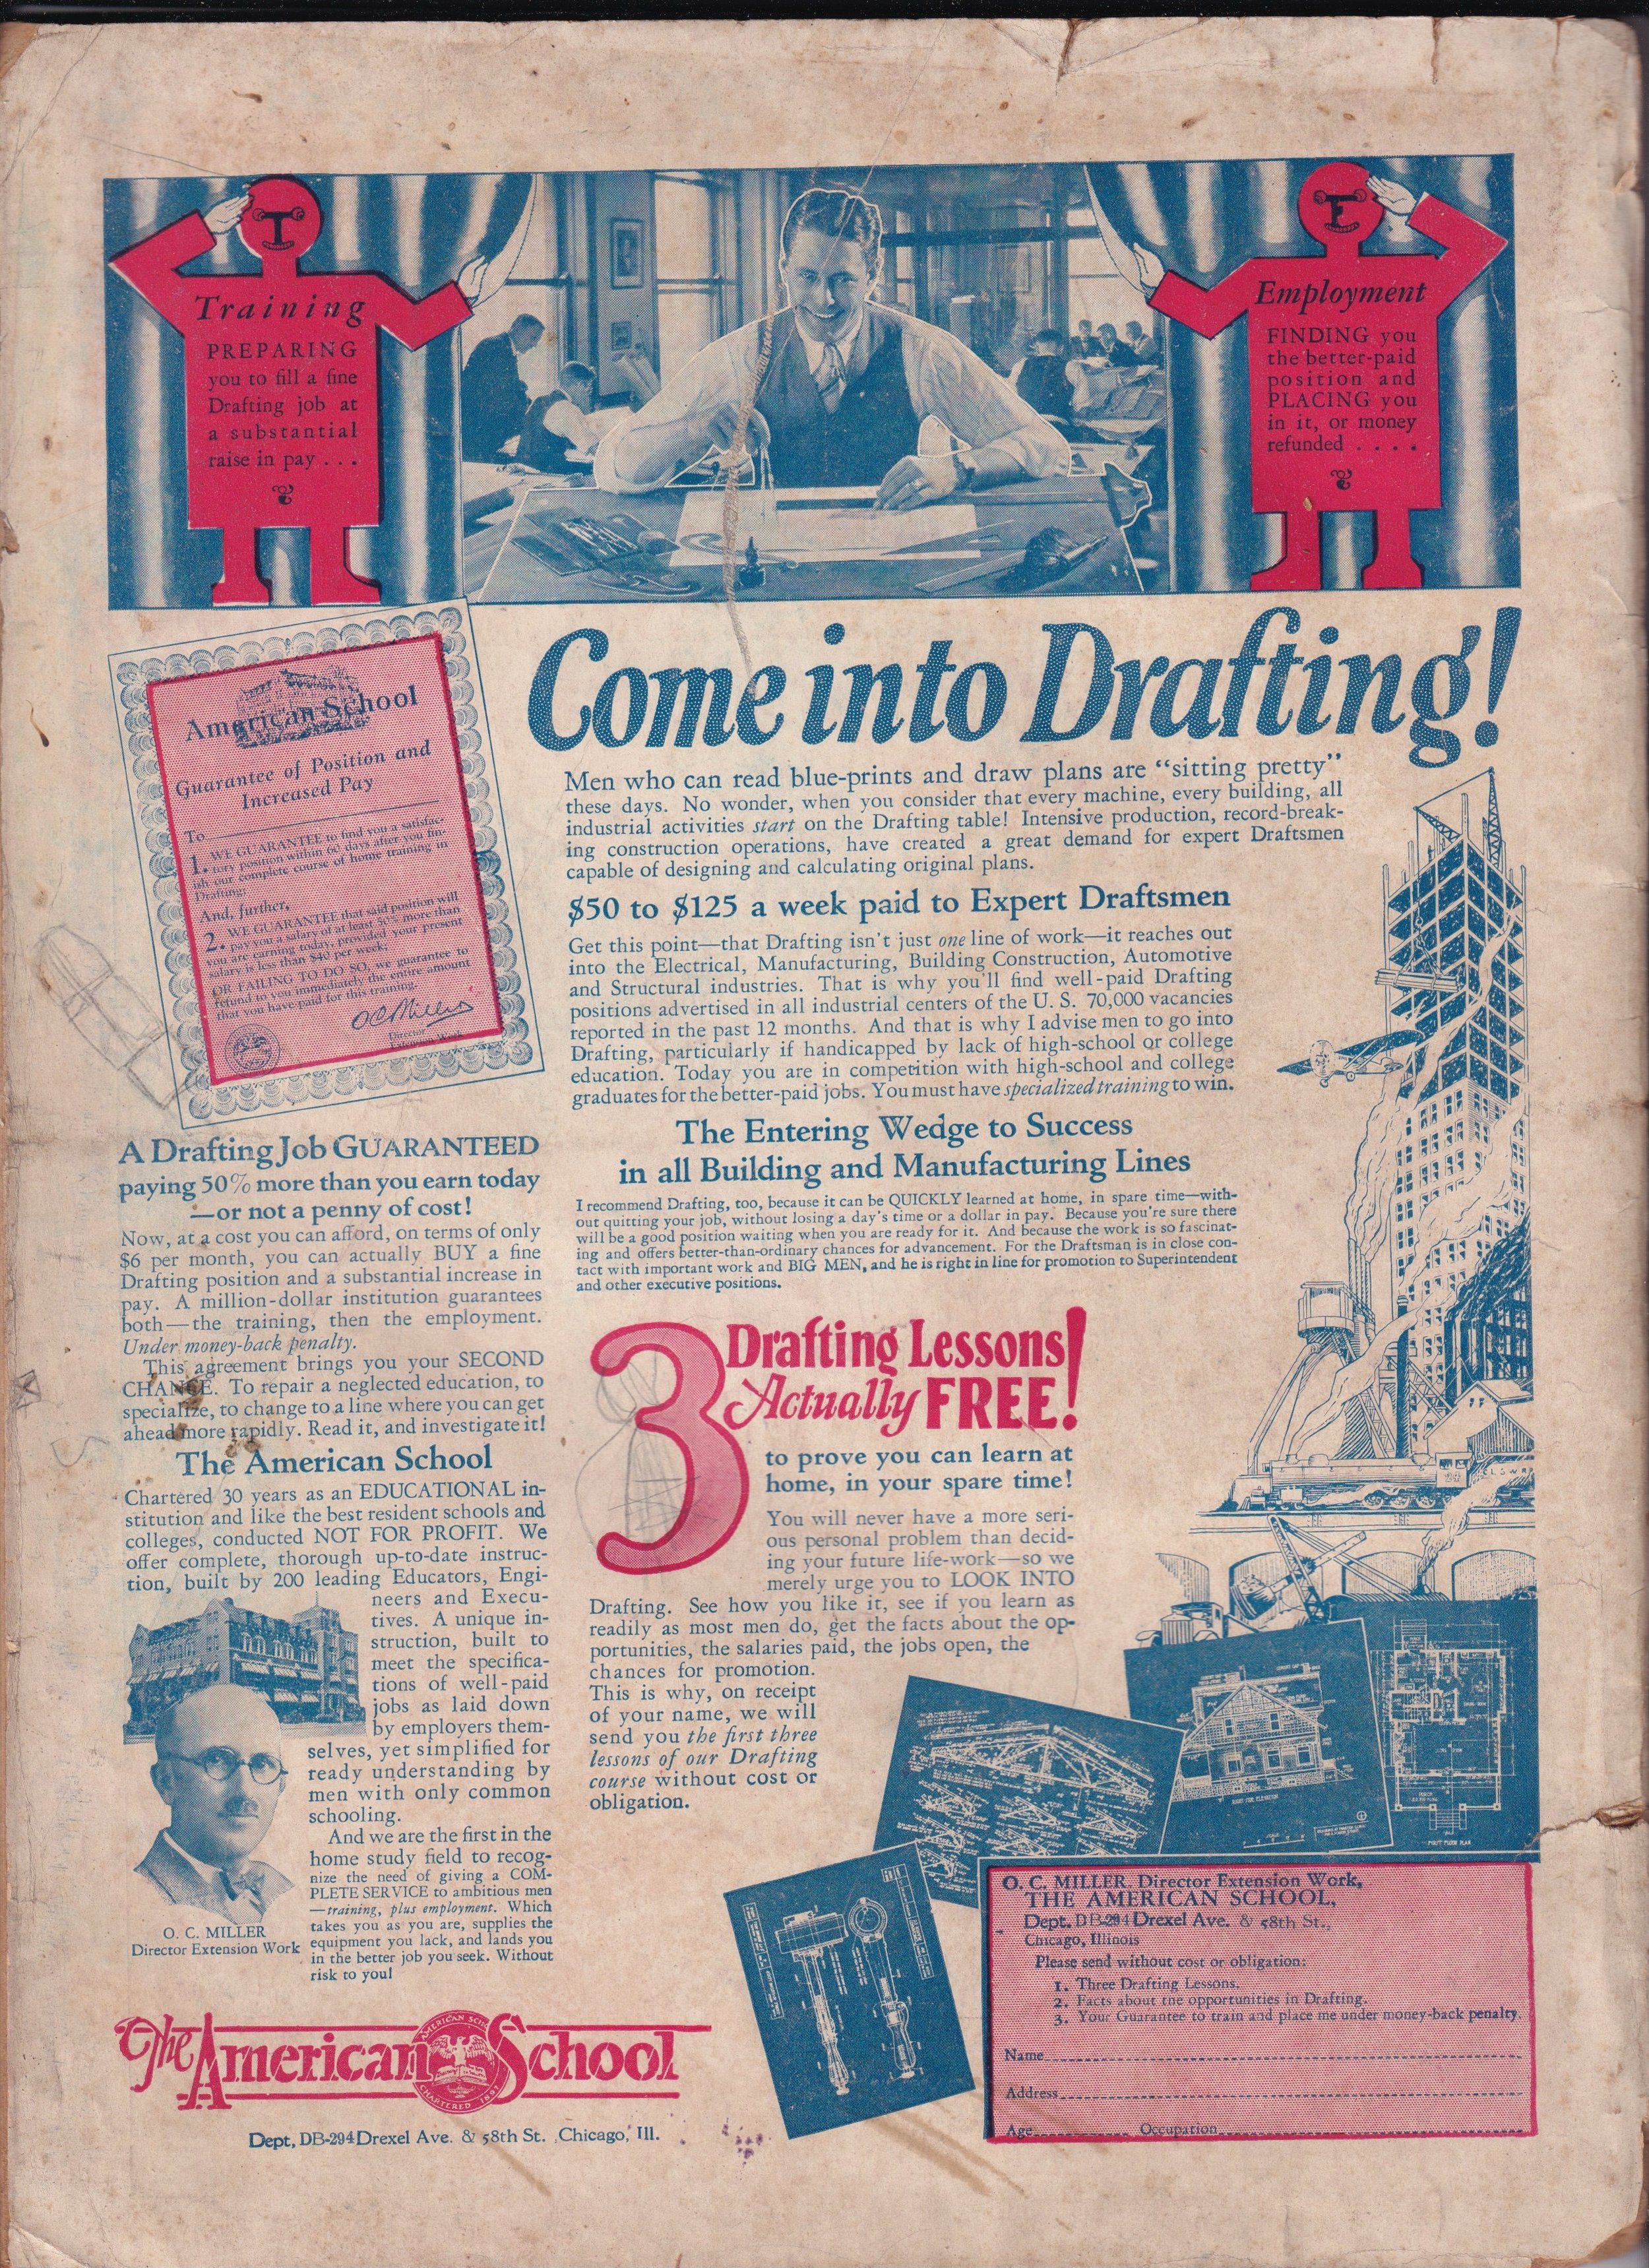 Training
PREPARING
you to fill a fine
Drafting job at
a substantial
raise in pay . . .
Employment
FINDING you
the better-paid
position and
PLACING you
in it, or money
refunded . . . .
American School
Guarantee of Position and
Increased Pay
To
1. WE GUARANTEE to find you a satisfac-
tory position within 60 days after you fin-
ish our complete course of home training in
Drafting;
And, further,
2. WE GUARANTEE that said position will
pay you a salary of at least 50% more than
you are earning today, provided your present
salary is less than $40 per week;
OR FAILING TO DO SO, we guarantee to
refund to you immediately the entire amount
that you have paid for this training.
O C Miller
Director
Extension Work
Come into Drafting!
Men who can read blue-prints and draw plans are “sitting pretty”
these days. No wonder, when you consider that every machine, every building, all
industrial activities start on the Drafting table! Intensive production, record-break-
ing construction operations, have created a great demand for expert Draftsmen
capable of designing and calculating original plans.
$50 to $125 a week paid to Expert Draftsmen
Get this point—that Drafting isn't just one line of work—it reaches out
into the Electrical, Manufacturing, Building Construction, Automotive
and Structural industries. That is why you'll find well-paid Drafting
positions advertised in all industrial centers of the U. S. 70,000 vacancies
reported in the past 12 months. And that is why I advise men to go into
Drafting, particularly if handicapped by lack of high-school or college
education. Today you are in competition with high-school and college
graduates for the better-paid jobs. You must have specialized training to win.
The Entering Wedge to Success
in all Building and Manufacturing Lines
I recommend Drafting, too, because it can be QUICKLY learned at home, in spare time—with-
out quitting your job, without losing a day's time or a dollar in pay. Because you're sure there
will be a good position waiting when you are ready for it. And because the work is so fascinat-
ing and offers better-than-ordinary chances for advancement. For the Draftsman is in close con-
tact with important work and BIG MEN, and he is right in line for promotion to Superintendent
and other executive positions.
A Drafting Job GUARANTEED
paying 50% more than you earn today
—or not a penny of cost!
Now, at a cost you can afford, on terms of only
$6 per month, you can actually BUY a fine
Drafting position and a substantial increase in
pay. A million-dollar institution guarantees
both—the training, then the employment.
Under money-back penalty.
This agreement brings you your SECOND
CHANCE. To repair a neglected education, to
specialize, to change to a line where you can get
ahead more rapidly. Read it, and investigate it!
The American School
Chartered 30 years as an EDUCATIONAL in-
stitution and like the best resident schools and
colleges, conducted NOT FOR PROFIT. We
offer complete, thorough up-to-date instruc-
tion, built by 200 leading Educators, Engi-
neers and Execu-
tives. A unique in-
struction, built to
meet the specifica-
tions of well-paid
jobs as laid down
by employers them-
selves, yet simplified for
ready understanding by
men with only common
schooling.
And we are the first in the
home study field to recog-
nize the need of giving a COM-
PLETE SERVICE to ambitious men
—training, plus employment. Which
takes you as you are, supplies the
equipment you lack, and lands you
in the better job you seek. Without
risk to you!
O. C. MILLER
Director Extension Work
3 Drafting Lessons
Actually FREE!
to prove you can learn at
home, in your spare time!
You will never have a more seri-
ous personal problem than decid-
ing your future life-work—so we
merely urge you to LOOK INTO
Drafting. See how you like it, see if you learn as
readily as most men do, get the facts about the op-
portunities, the salaries paid, the jobs open, the
chances for promotion.
This is why, on receipt
of your name, we will
send you the first three
lessons of our Drafting
course without cost or
obligation.
FIRST FLOOR PLAN
The American School
AMERICAN SCHOOL
CHARTERED 1897
Dept. DB-294 Drexel Ave. & 58th St. Chicago, Ill.
O. C. MILLER, Director Extension Work,
THE AMERICAN SCHOOL,
Dept. DB-294 Drexel Ave. & 58th St.,
Chicago, Illinois
Please send without cost or obligation:
1. Three Drafting Lessons.
2. Facts about the opportunities in Drafting.
3. Your Guarantee to train and place me under money-back penalty.
Name
Address
Age Occupation